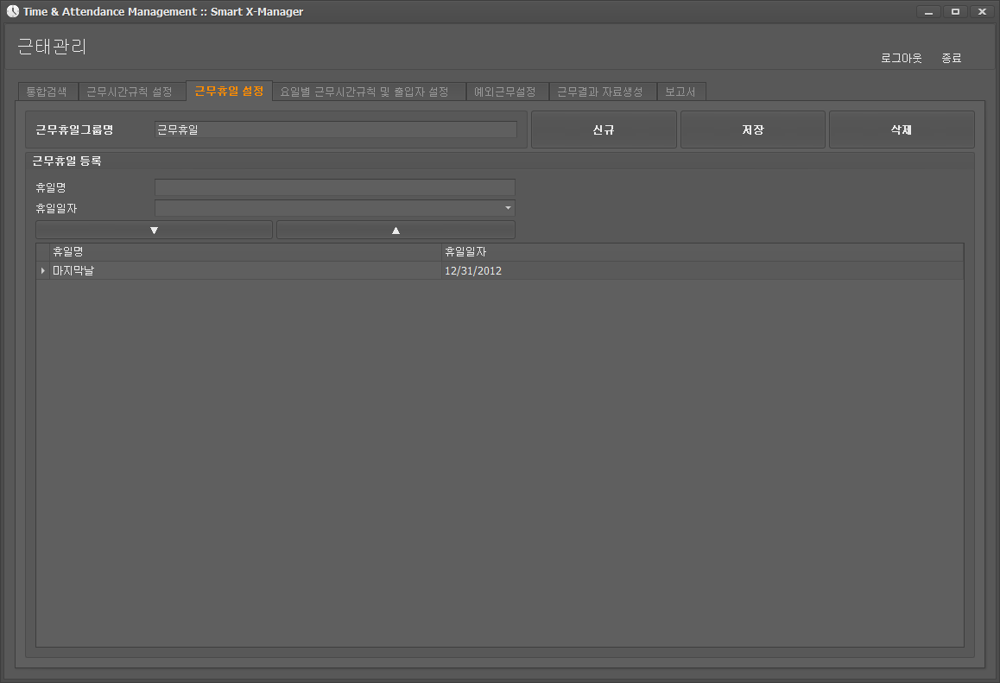 Time & Attendance Management :: Smart X-Manager
근태관리
로그아웃 종료
통합검색 근무시간규칙 설정 근무휴일 설정 요일별 근무시간규칙 및 출입자 설정 예외근무설정 근무결과 자료생성 보고서
근무휴일그룹명 근무휴일 신규 저장 삭제
근무휴일 등록
휴일명
휴일일자
▼ ▲
휴일명 휴일일자
마지막날 12/31/2012